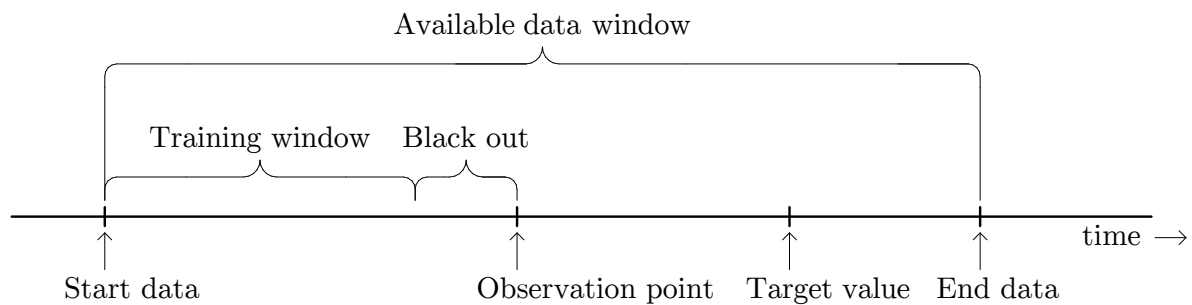 Available data window
Training window Black out
time →
Start data Observation point Target value End data